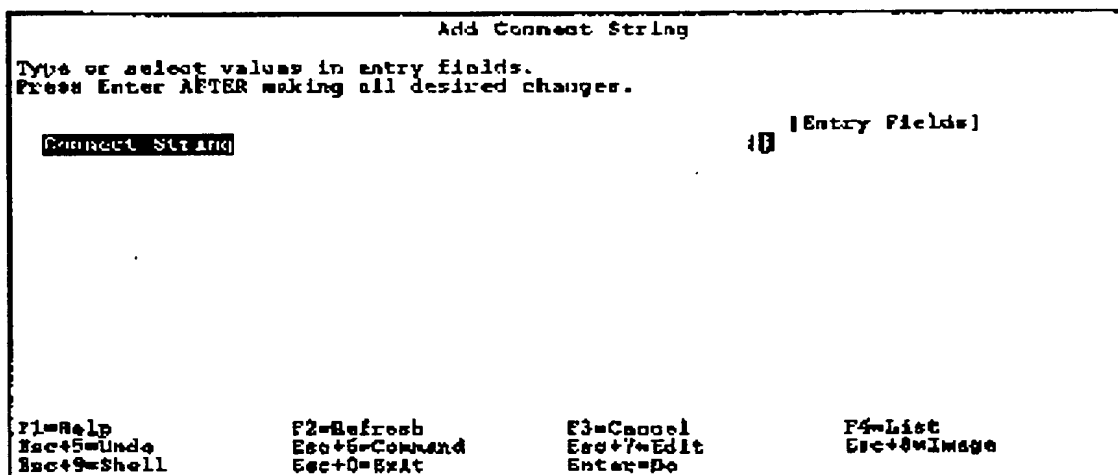 Add Connect String
Type or select values in entry fields.
Press Enter AFTER making all desired changes.
[Entry Fields]
Connect String
F1=Help F2=Refresh F3=Cancel F4=List
Esc+5=Undo Esc+6=Command Esc+7=Edit Esc+8=Image
Esc+9=Shell Esc+0=Exit Enter=Do